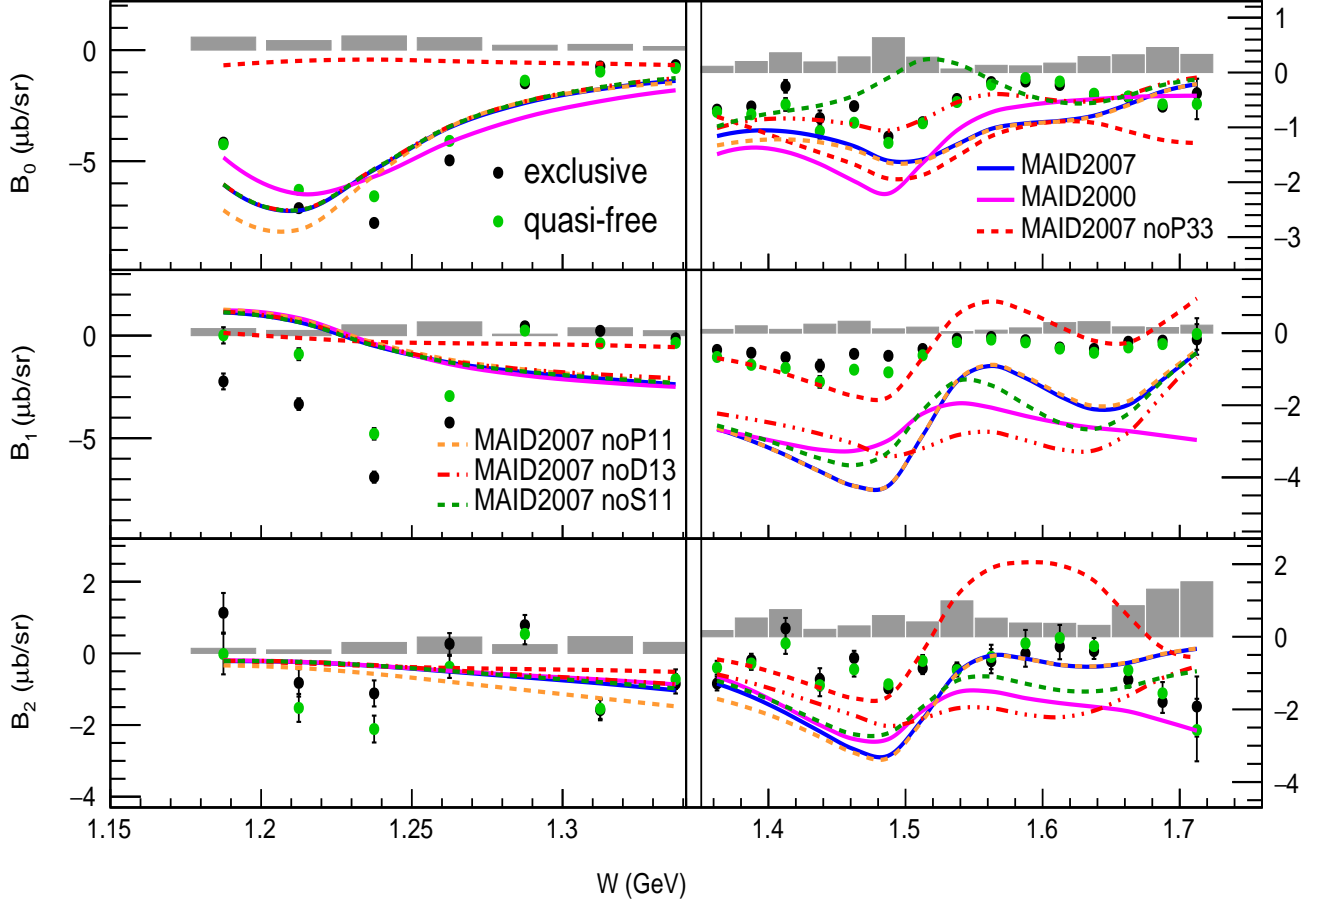 B0 (μb/sr)
0
−5
exclusive
quasi-free
1
0
−1
−2
−3
MAID2007
MAID2000
MAID2007 noP33
B1 (μb/sr)
0
−5
MAID2007 noP11
MAID2007 noD13
MAID2007 noS11
0
−2
−4
B2 (μb/sr)
2
0
−2
−4
2
0
−2
−4
1.15 1.2 1.25 1.3 1.4 1.5 1.6 1.7
W (GeV)